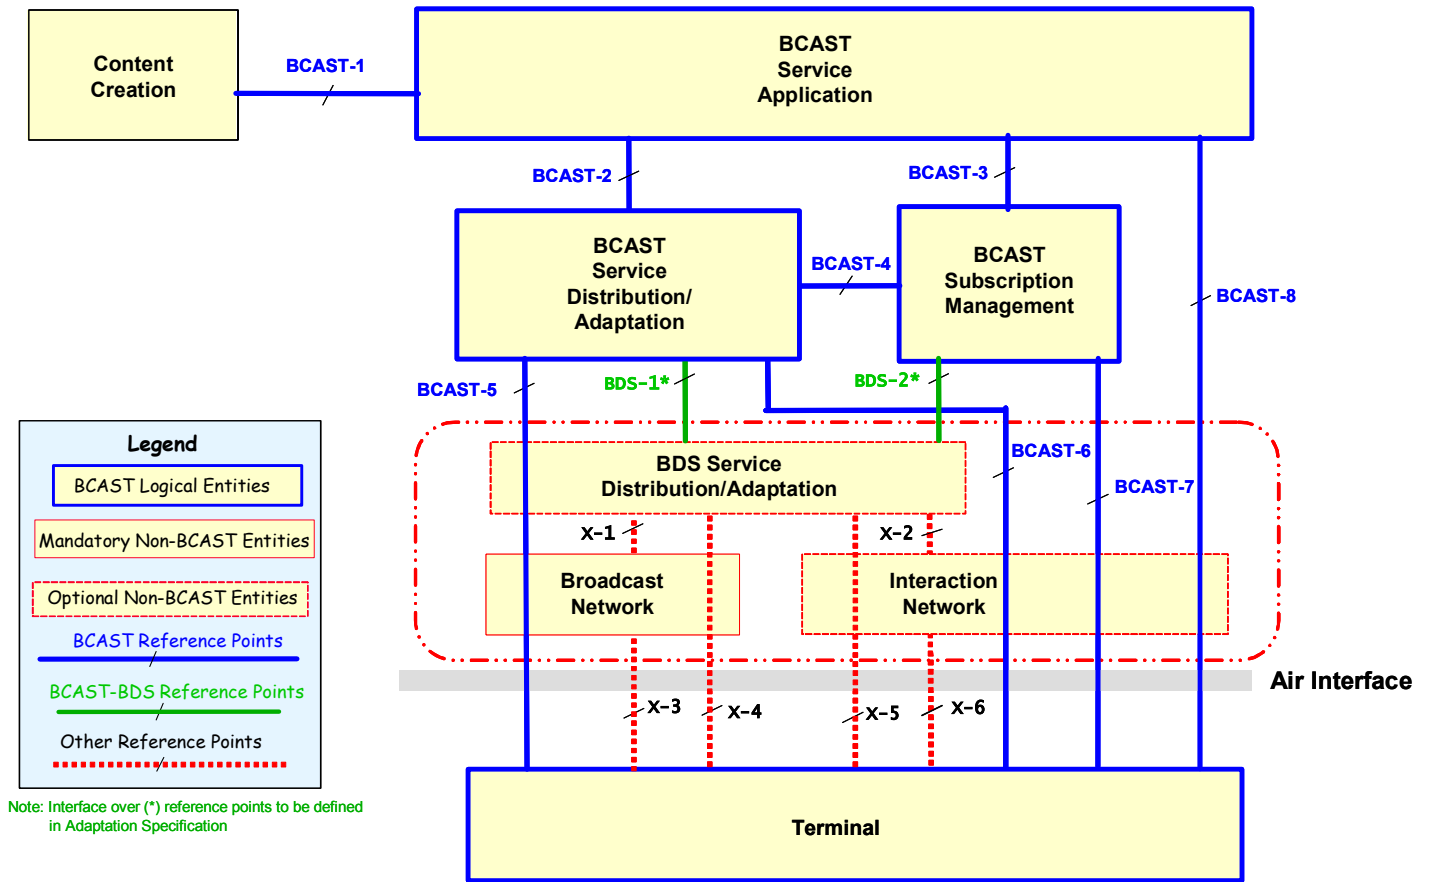 Content
Creation
BCAST-1
BCAST
Service
Application
BCAST-2
BCAST-3
BCAST
Service
Distribution/
Adaptation
BCAST-4
BCAST
Subscription
Management
BCAST-8
BCAST-5
BDS-1*
BDS-2*
BDS Service
Distribution/Adaptation
BCAST-6
BCAST-7
X-1
X-2
Broadcast
Network
Interaction
Network
Air Interface
X-3
X-4
X-5
X-6
Terminal
Legend
BCAST Logical Entities
Mandatory Non-BCAST Entities
Optional Non-BCAST Entities
BCAST Reference Points
BCAST-BDS Reference Points
Other Reference Points
Note: Interface over (*) reference points to be defined
in Adaptation Specification